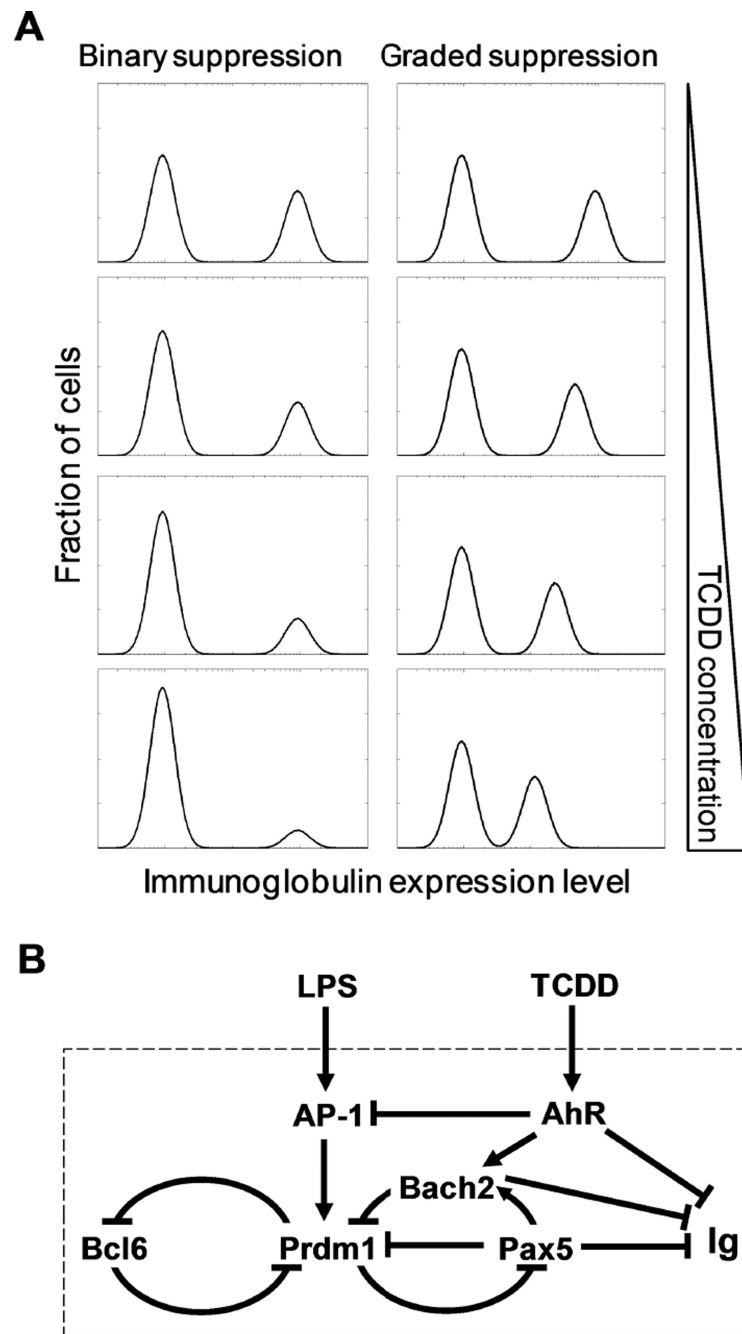 A
Binary suppression
Graded suppression
Fraction of cells
TCDD concentration
Immunoglobulin expression level
B
LPS
TCDD
AP-1
AhR
Bach2
Bcl6
Prdm1
Pax5
Ig